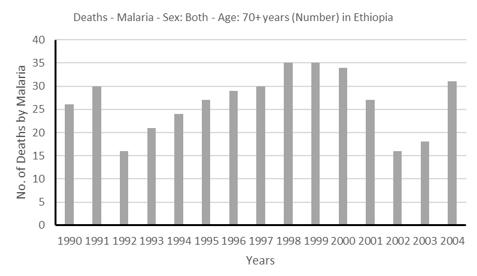 Deaths - Malaria - Sex: Both - Age: 70+ years (Number) in Ethiopia
No. of Deaths by Malaria
40
35
30
25
20
15
10
5
0
1990 1991 1992 1993 1994 1995 1996 1997 1998 1999 2000 2001 2002 2003 2004
Years